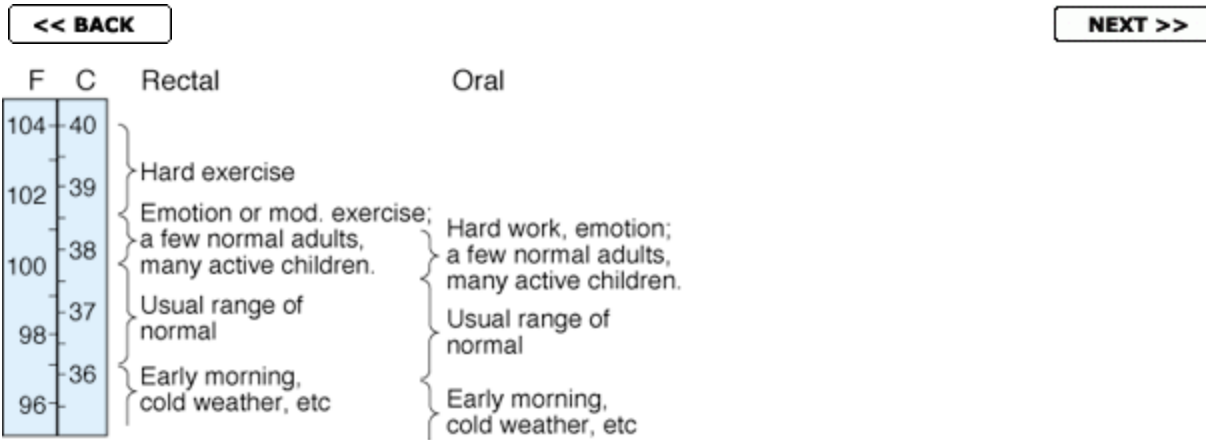 << BACK
NEXT >>
F C Rectal Oral
104 40
Hard exercise
102 39
Emotion or mod. exercise;
a few normal adults,
many active children.
Hard work, emotion;
a few normal adults,
many active children.
38
100
Usual range of
normal
37
98
Usual range of
normal
36
Early morning,
cold weather, etc
96
Early morning,
cold weather, etc